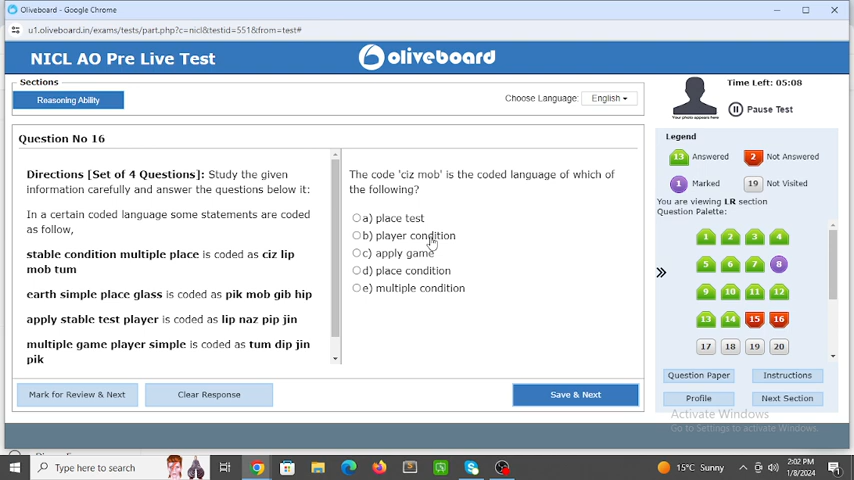 Oliveboard - Google Chrome
u1.oliveboard.in/exams/tests/part.php?c=nicl&testid=551&from=test#
NICL AO Pre Live Test
oliveboard
Sections
Reasoning Ability
Choose Language:
English
Your photo appears here
Time Left: 05:08
Pause Test
Question No 16
Directions [Set of 4 Questions]: Study the given
information carefully and answer the questions below it:
In a certain coded language some statements are coded
as follow,
stable condition multiple place is coded as ciz lip
mob tum
earth simple place glass is coded as pik mob gib hip
apply stable test player is coded as lip naz pip jin
multiple game player simple is coded as tum dip jin
pik
The code 'ciz mob' is the coded language of which of
the following?
a) place test
b) player condition
c) apply game
d) place condition
e) multiple condition
Legend
13 Answered
2 Not Answered
1 Marked
19 Not Visited
You are viewing LR section
Question Palette:
1 2 3 4
5 6 7 8
9 10 11 12
13 14 15 16
17 18 19 20
Mark for Review & Next
Clear Response
Save & Next
Question Paper
Instructions
Profile
Next Section
Activate Windows
Go to Settings to activate Windows.
Type here to search
15°C Sunny
2:02 PM
1/8/2024